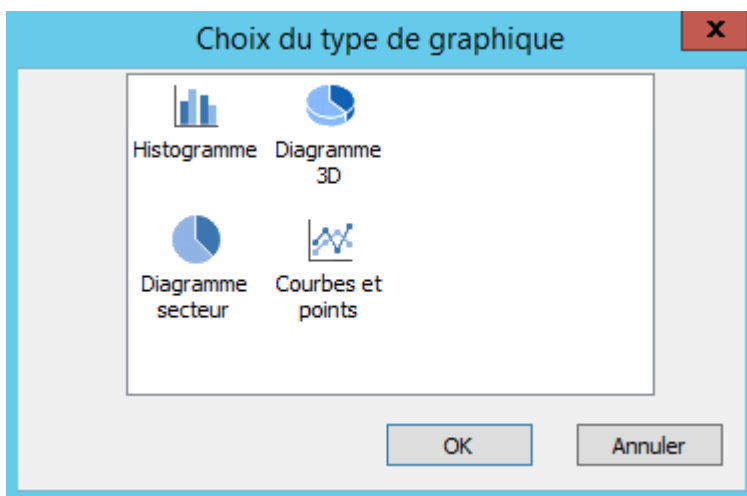 Choix du type de graphique
x
Histogramme
Diagramme
3D
Diagramme
secteur
Courbes et
points
OK
Annuler